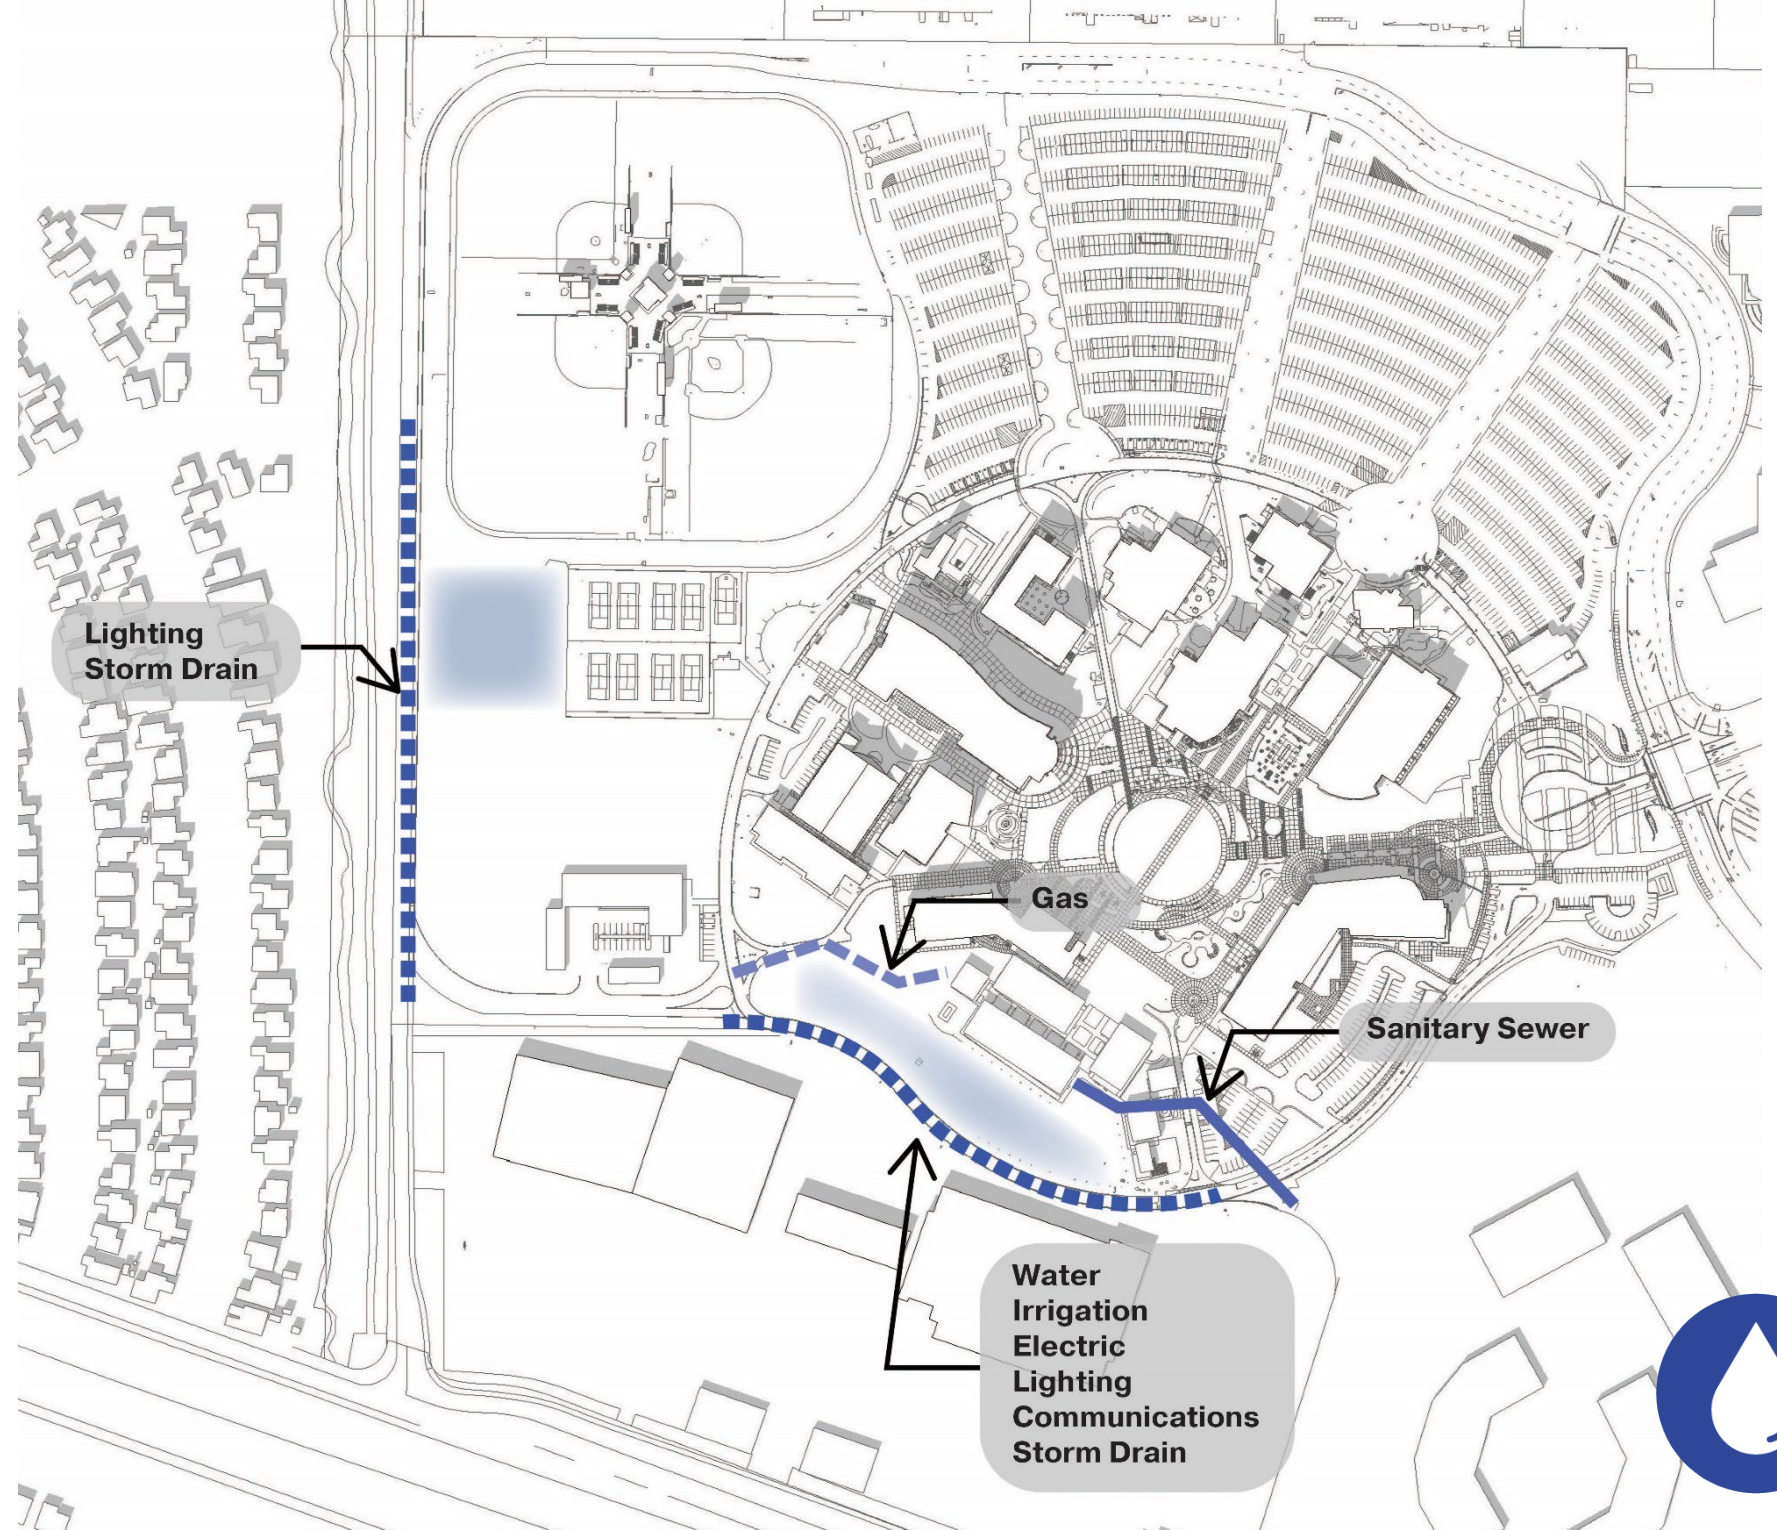 Lighting
Storm Drain
Gas
Sanitary Sewer
Water
Irrigation
Electric
Lighting
Communications
Storm Drain